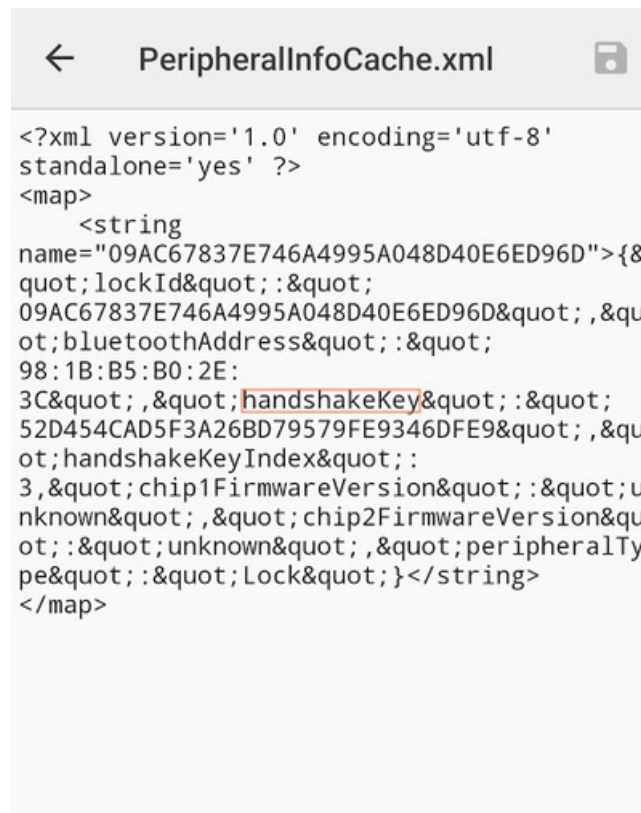 PeripheralInfoCache.xml
<?xml version='1.0' encoding='utf-8'
standalone='yes' ?>
<map>
    <string
name="09AC67837E746A4995A048D40E6ED96D">{&
quot;lockId&quot;:&quot;
09AC67837E746A4995A048D40E6ED96D&quot;,&qu
ot;bluetoothAddress&quot;:&quot;
98:1B:B5:B0:2E:
3C&quot;,&quot;handshakeKey&quot;:&quot;
52D454CAD5F3A26BD79579FE9346DFE9&quot;,&qu
ot;handshakeKeyIndex&quot;:
3,&quot;chip1FirmwareVersion&quot;:&quot;u
nknown&quot;,&quot;chip2FirmwareVersion&qu
ot;:&quot;unknown&quot;,&quot;peripheralTy
pe&quot;:&quot;Lock&quot;}</string>
</map>